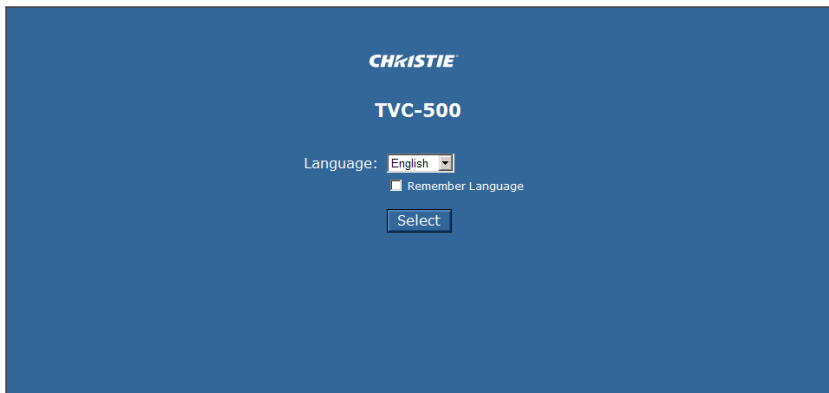 CHRISTIE
TVC-500
Language: English
Remember Language
Select